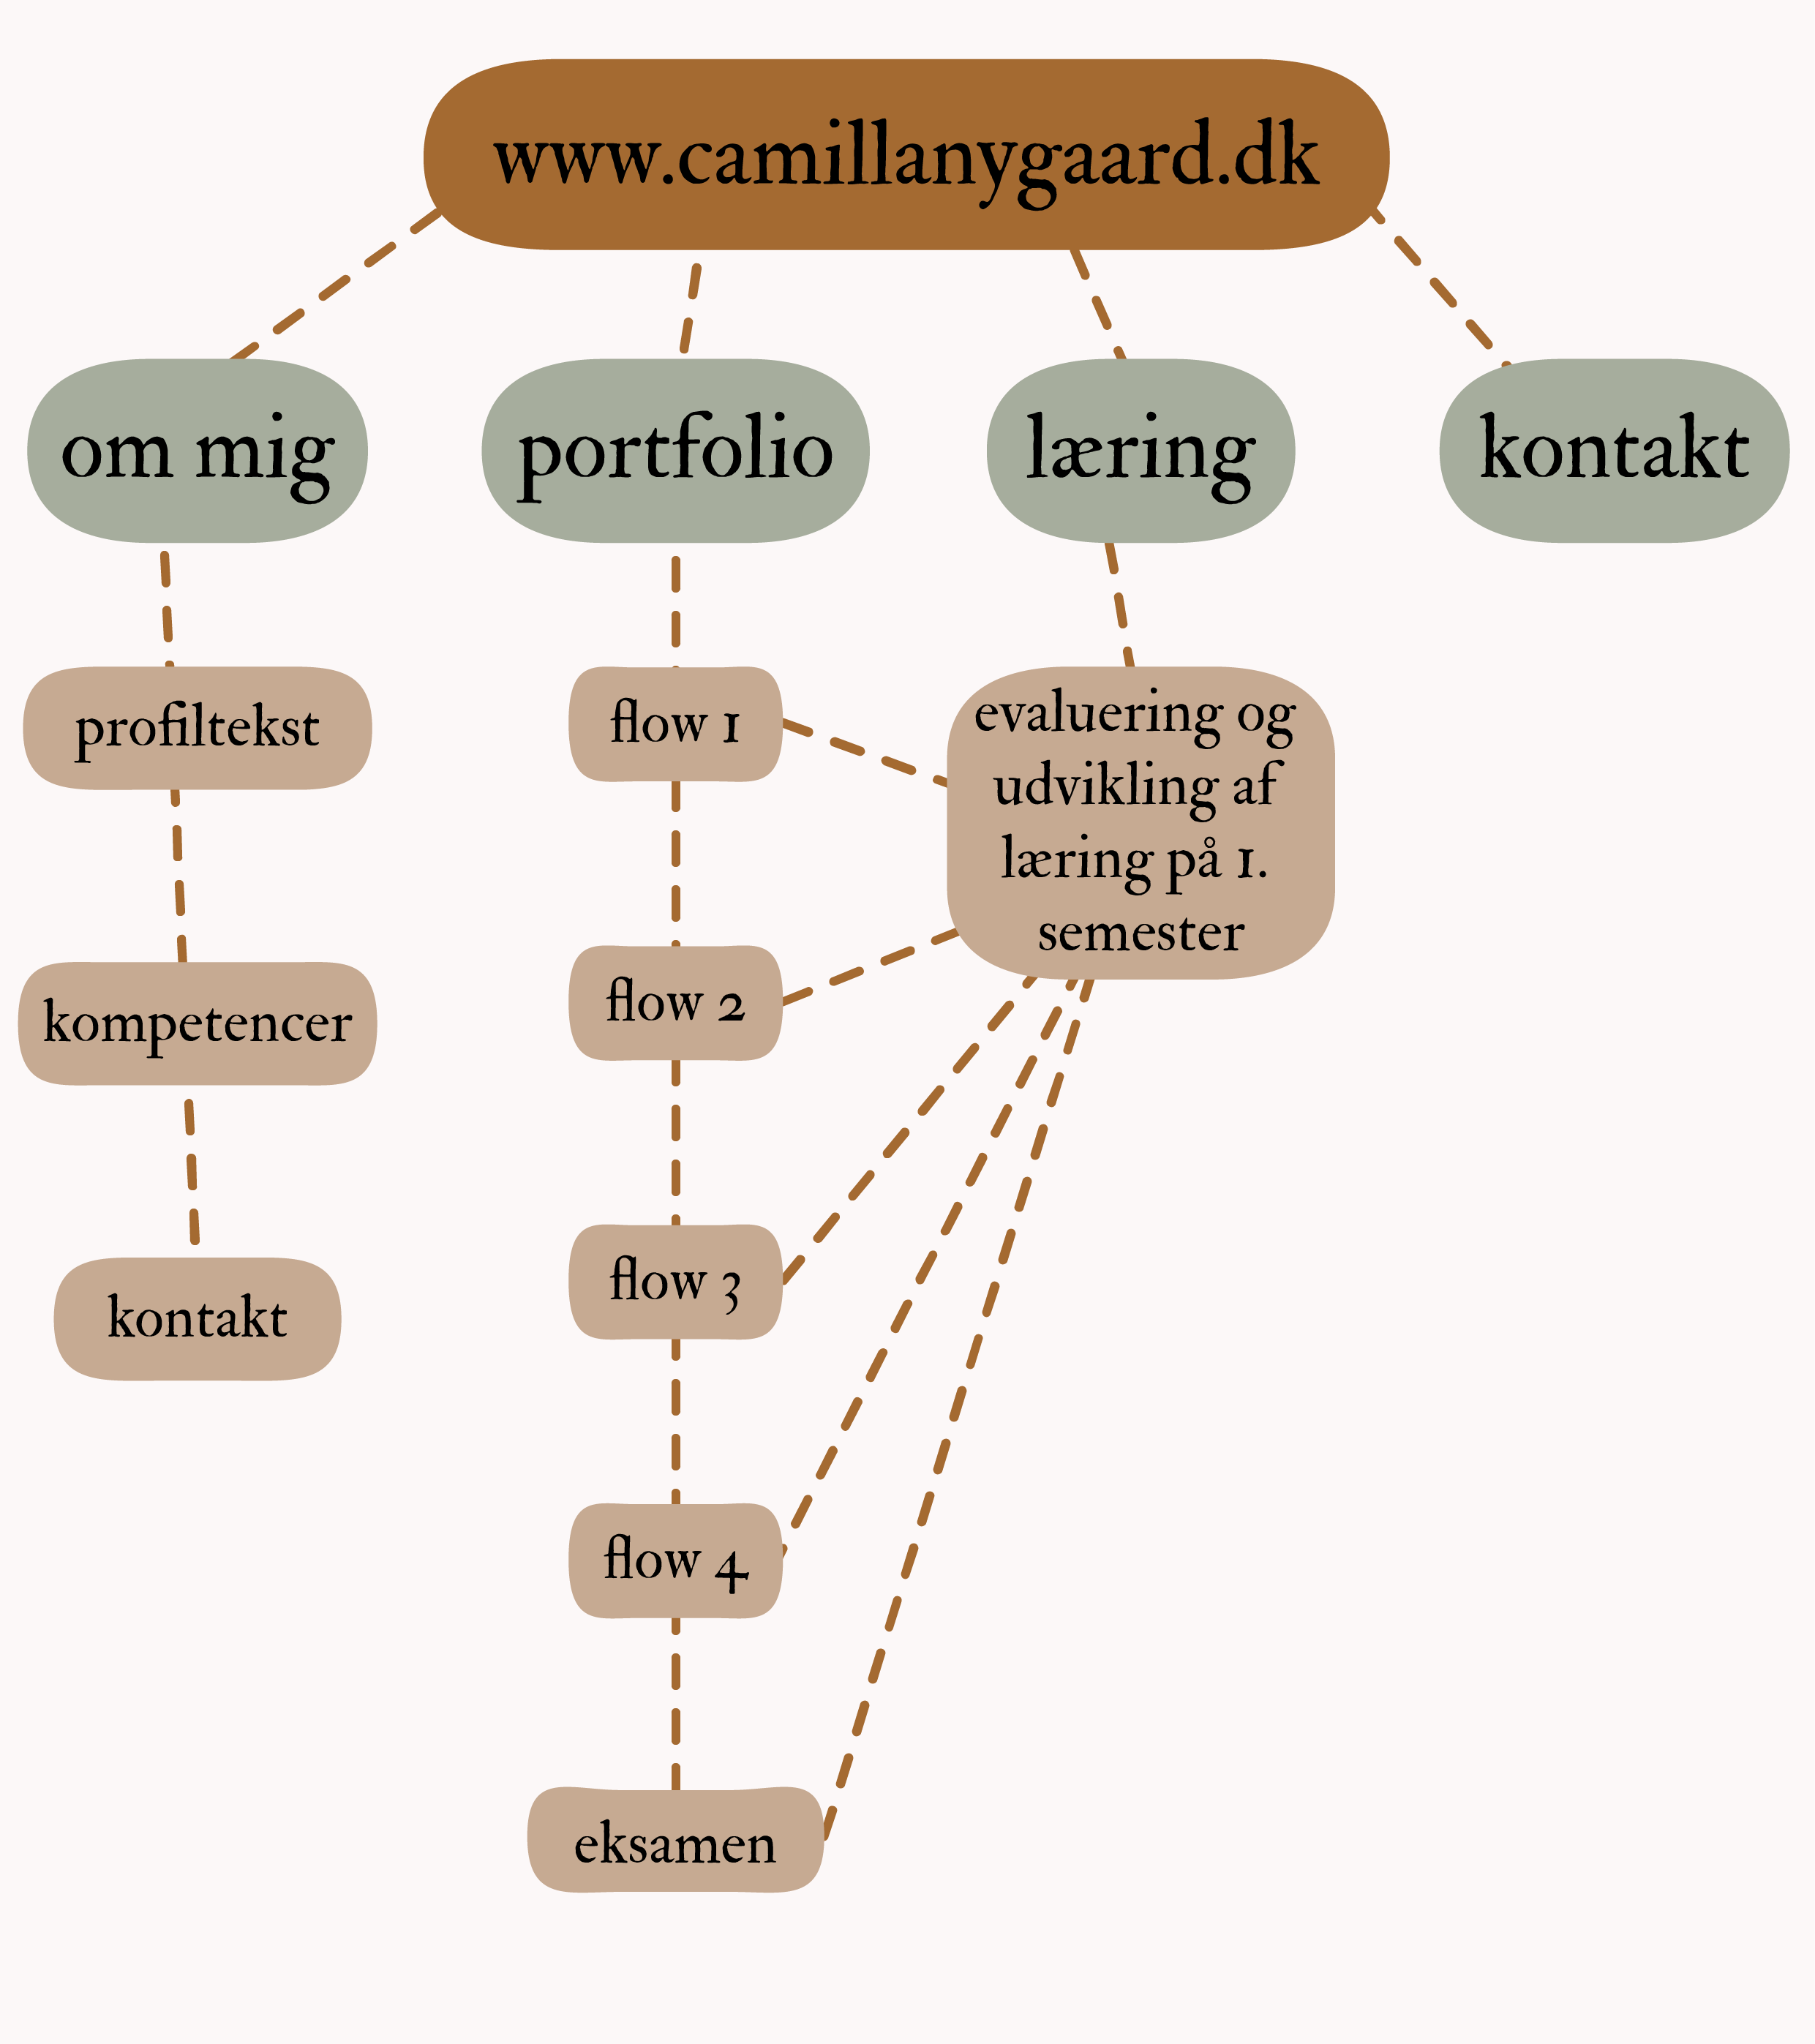 www.camillanygaard.dk
om mig
portfolio
læring
kontakt
profiltekst
kompetencer
kontakt
flow 1
flow 2
flow 3
flow 4
eksamen
evaluering og
udvikling af
læring på 1.
semester